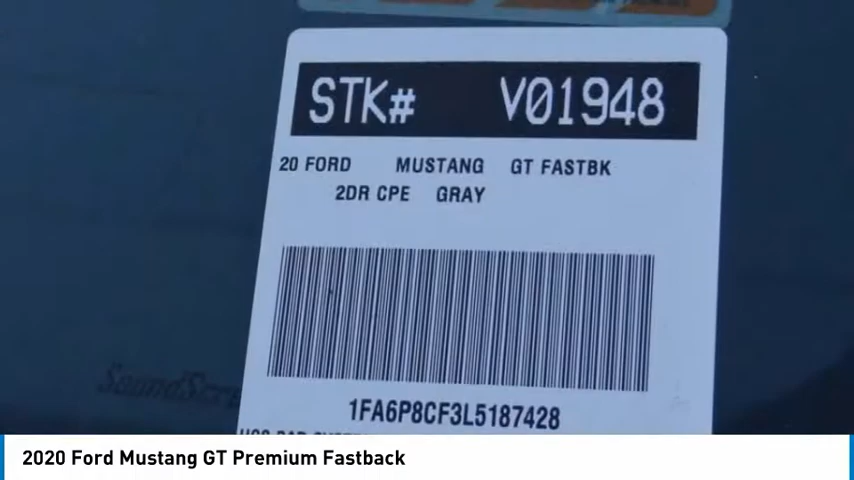 STK# V01948
20 FORD MUSTANG GT FASTBK
2DR CPE GRAY
1FA6P8CF3L5187428
2020 Ford Mustang GT Premium Fastback